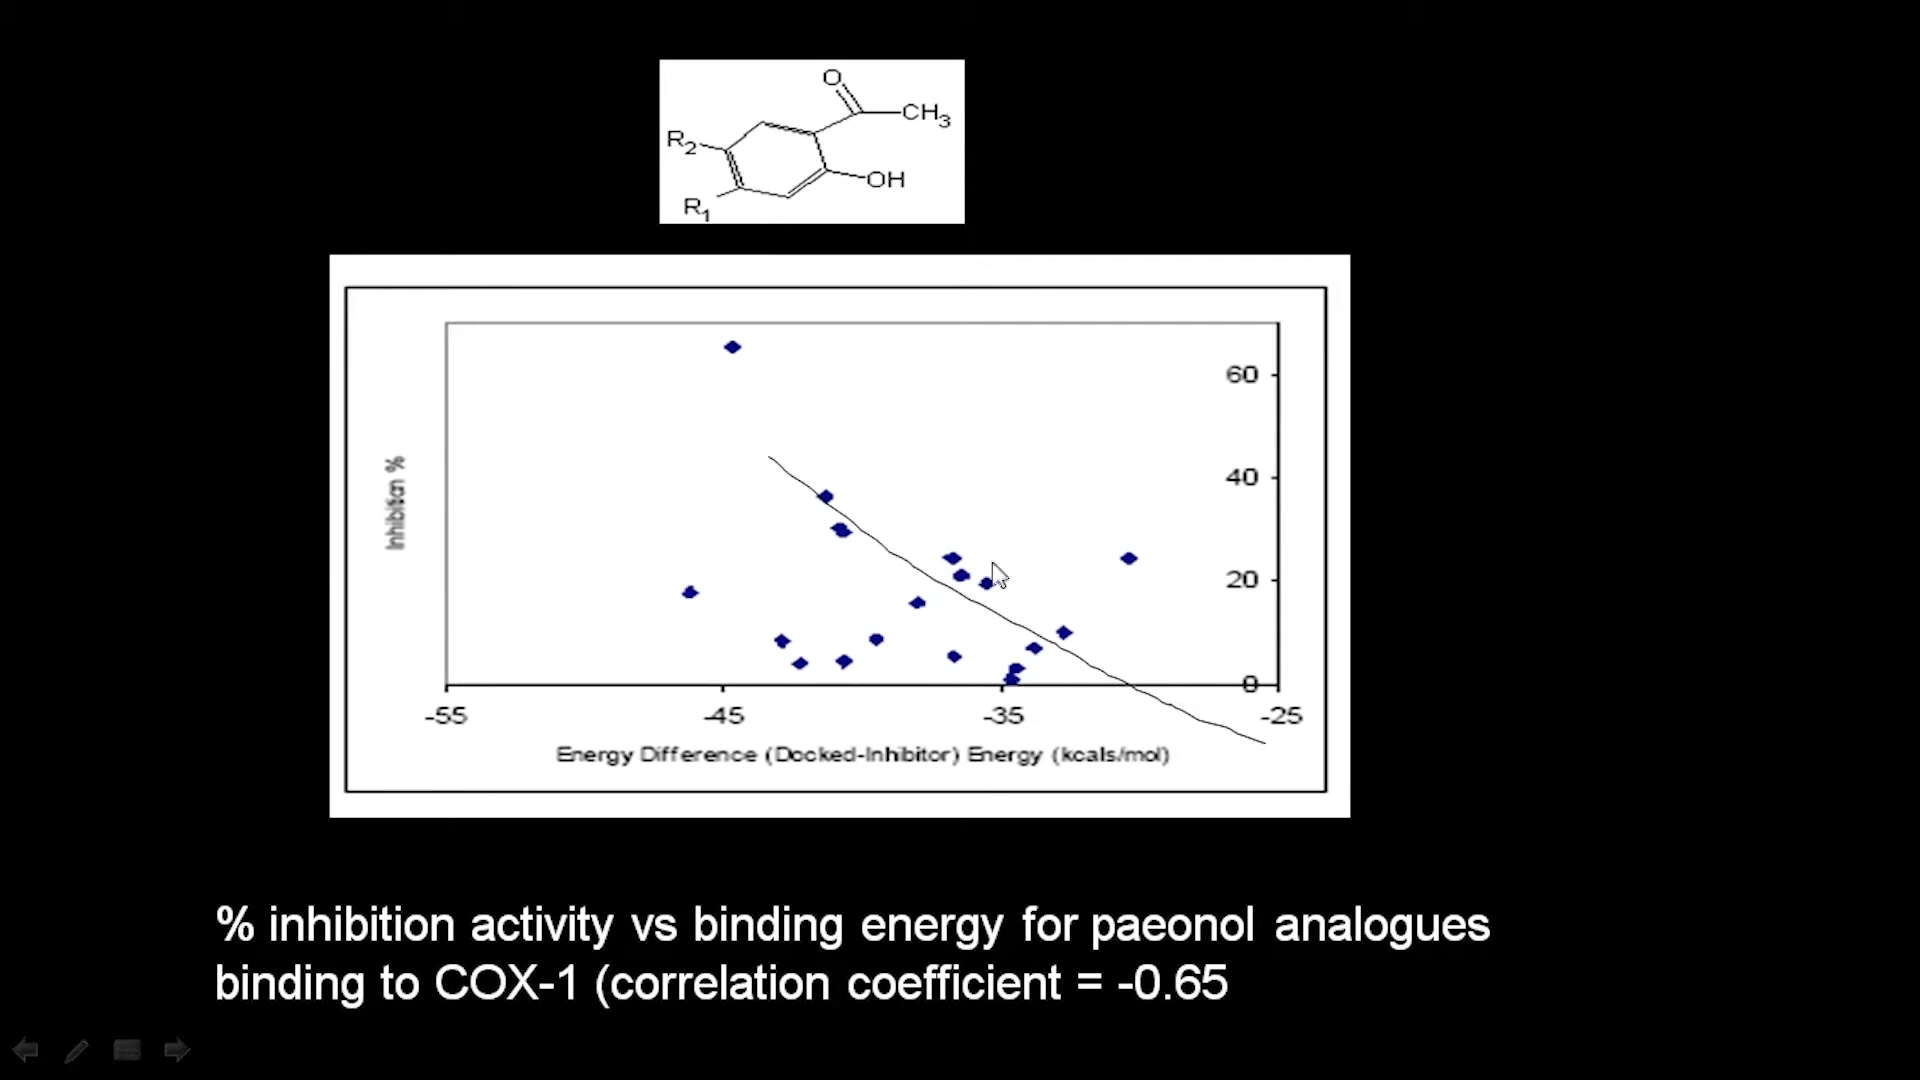 O
CH3
R2
OH
R1
60
40
Inhibition %
20
0
-55 -45 -35 -25
Energy Difference (Docked-Inhibitor) Energy (kcals/mol)
% inhibition activity vs binding energy for paeonol analogues
binding to COX-1 (correlation coefficient = -0.65